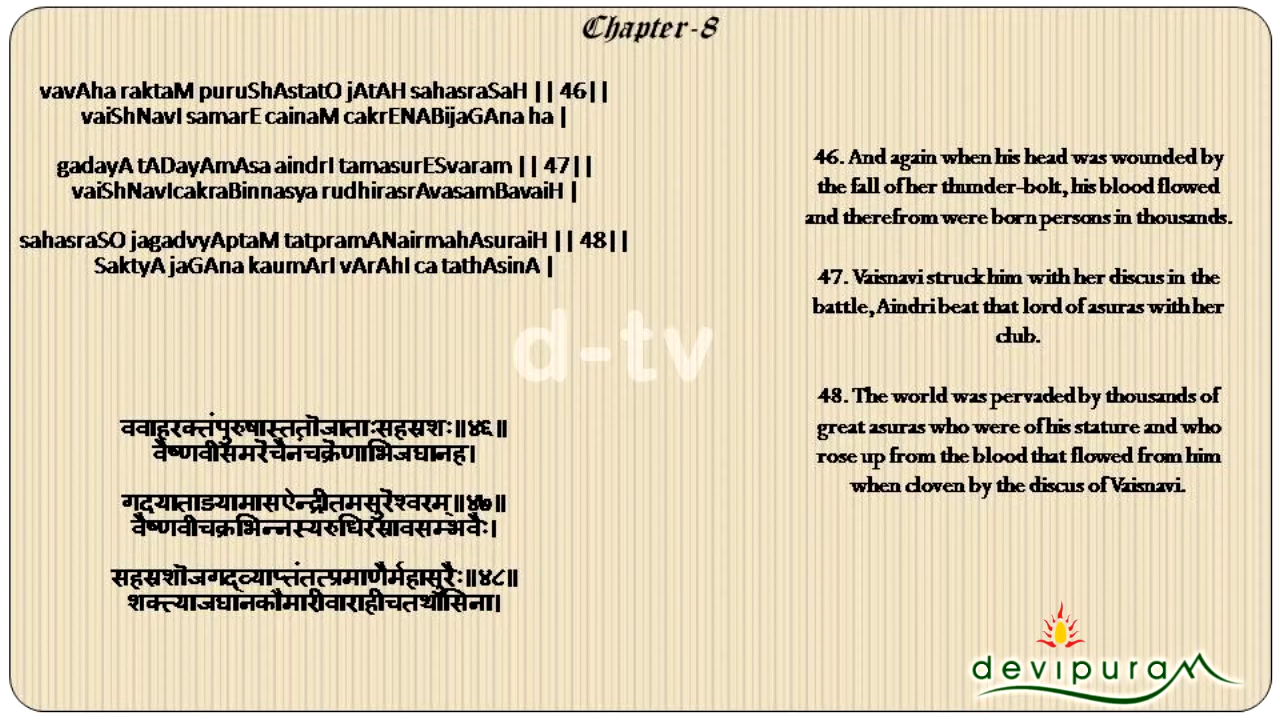 Chapter-8
vavAha raktaM puruShAstatO jAtAH sahasraSaH || 46||
vaiShNavI samarE cainaM cakrENABijaGAna ha |
gadayA tADayAmAsa aindrI tamasurESvaram || 47||
vaiShNavIcakraBinnasya rudhirasrAvasamBavaiH |
sahasraSO jagadvyAptaM tatpramANairmahAsuraiH || 48||
SaktyA jaGAna kaumArI vArAhI ca tathAsinA |
ववाहरक्तंपुरुषास्ततॊजाताःसहस्रशः॥४६॥
वैष्णवीसमरॆचैनंचक्रॆणाभिजघानह।
गदयाताडयामासऐन्द्रीतमसुरॆश्वरम्॥४७॥
वैष्णवीचक्रभिन्नस्यरुधिरस्रावसम्भवैः।
सहस्रशॊजगद्व्याप्तंतत्प्रमाणैर्महासुरैः॥४८॥
शक्त्याजघानकौमारीवाराहीचतथासिना।
46. And again when his head was wounded by
the fall of her thunder-bolt, his blood flowed
and therefrom were born persons in thousands.
47. Vaisnavi struck him with her discus in the
battle, Aindri beat that lord of asuras with her
club.
48. The world was pervaded by thousands of
great asuras who were of his stature and who
rose up from the blood that flowed from him
when cloven by the discus of Vaisnavi.
d-tv
devipuram